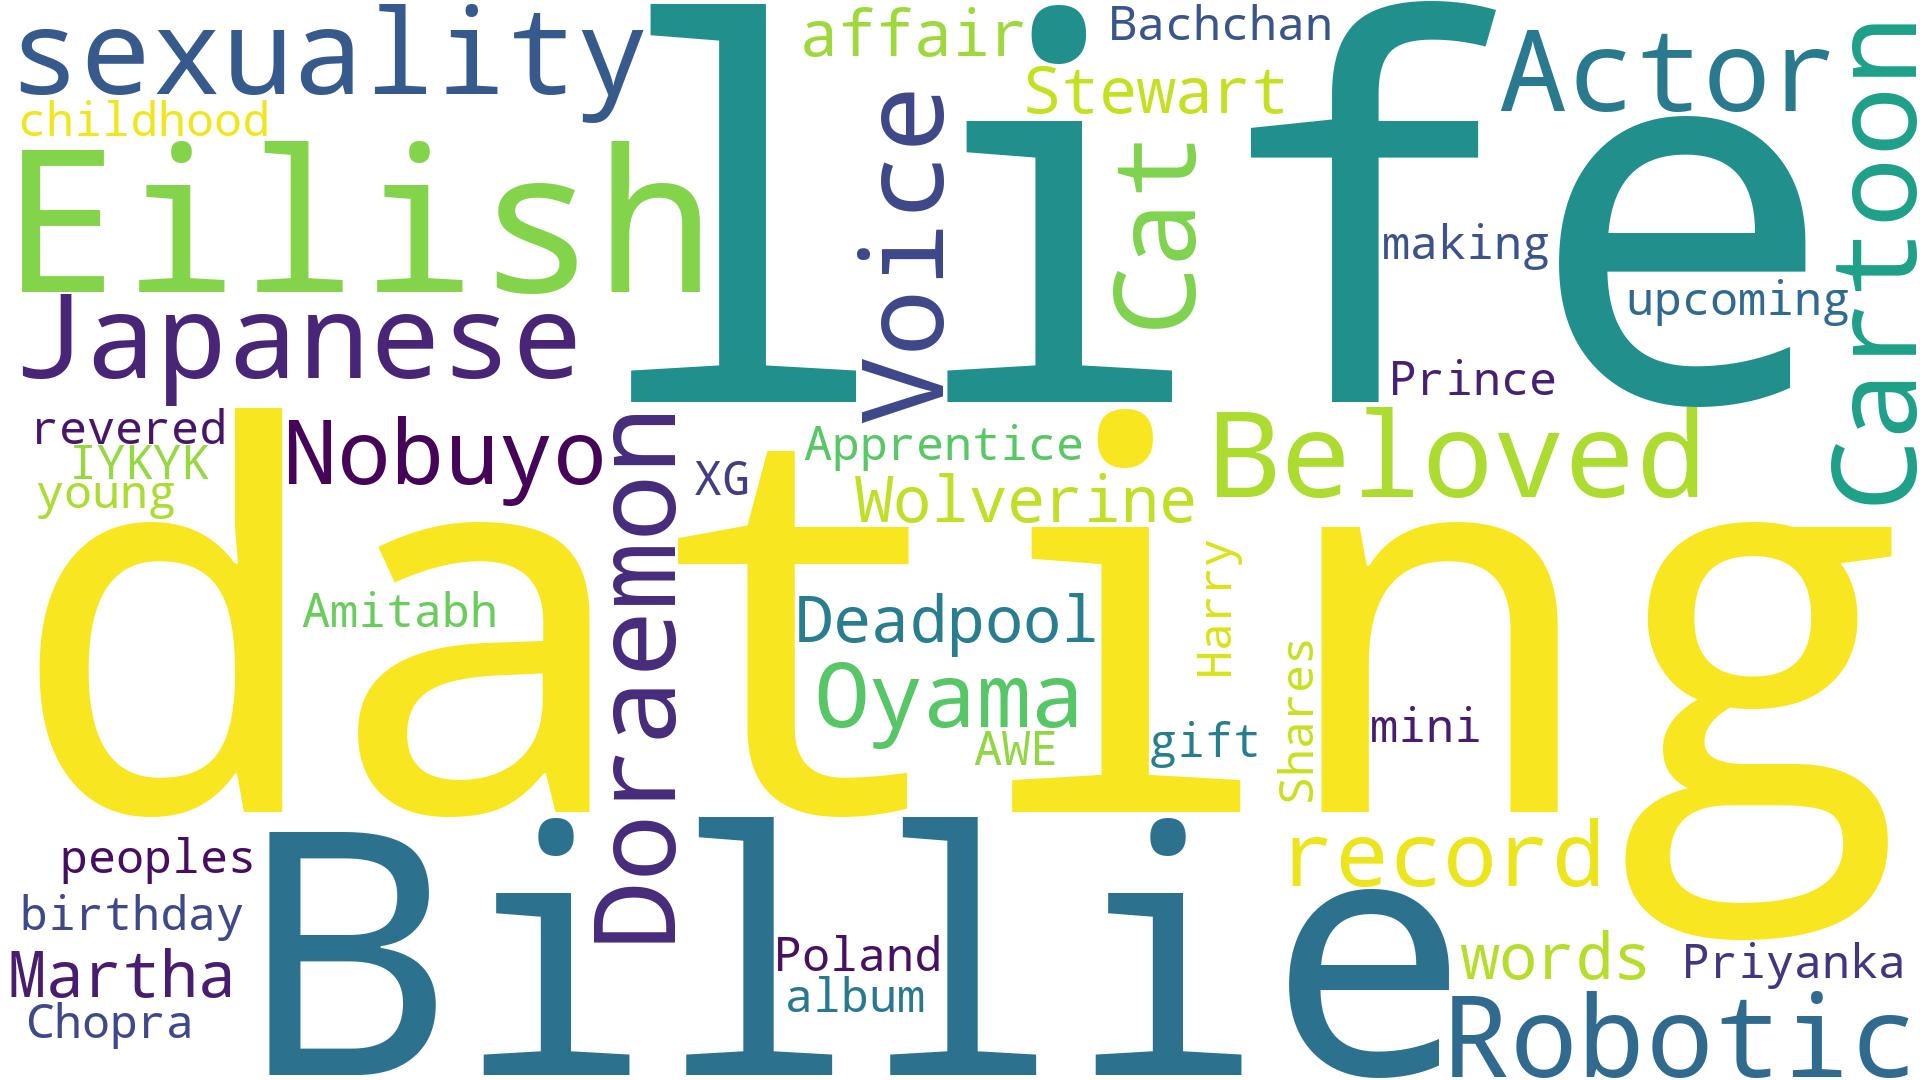 sexuality
affair
Bachchan
life
Actor
Cartoon
Stewart
childhood
Voice
Cat
Eilish
making
upcoming
Japanese
Prince
revered
Nobuyo
Doraemon
Apprentice
Beloved
IYKYK
XG
Wolverine
young
dating
Amitabh
Deadpool
Harry
Oyama
Shares
AWE
gift
mini
peoples
Billie
record
birthday
Martha
Poland
words
Priyanka
album
Chopra
Robotic